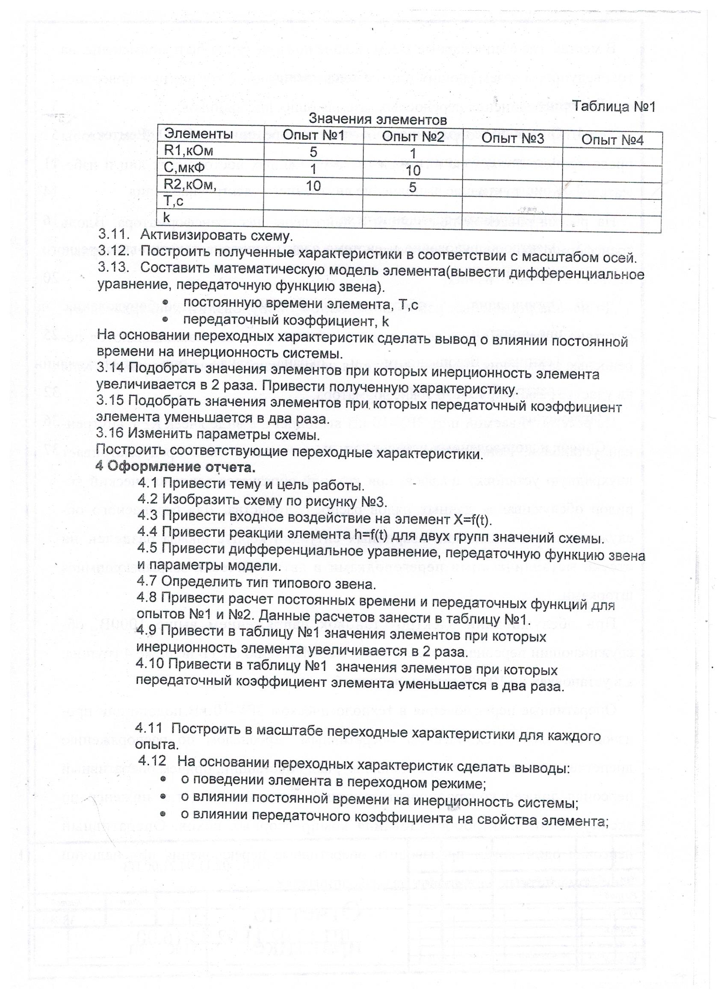 Таблица №1
Значения элементов
Элементы Опыт №1 Опыт №2 Опыт №3 Опыт №4
R1,кОм 5 1
С,мкФ 1 10
R2,кОм, 10 5
Т,с
k
3.11. Активизировать схему.
3.12. Построить полученные характеристики в соответствии с масштабом осей.
3.13. Составить математическую модель элемента(вывести дифференциальное
уравнение, передаточную функцию звена).
• постоянную времени элемента, Т,с
• передаточный коэффициент, k
На основании переходных характеристик сделать вывод о влиянии постоянной
времени на инерционность системы.
3.14 Подобрать значения элементов при которых инерционность элемента
увеличивается в 2 раза. Привести полученную характеристику.
3.15 Подобрать значения элементов при которых передаточный коэффициент
элемента уменьшается в два раза.
3.16 Изменить параметры схемы.
Построить соответствующие переходные характеристики.
4 Оформление отчета.
4.1 Привести тему и цель работы.
4.2 Изобразить схему по рисунку №3.
4.3 Привести входное воздействие на элемент X=f(t).
4.4 Привести реакции элемента h=f(t) для двух групп значений схемы.
4.5 Привести дифференциальное уравнение, передаточную функцию звена
и параметры модели.
4.7 Определить тип типового звена.
4.8 Привести расчет постоянных времени и передаточных функций для
опытов №1 и №2. Данные расчетов занести в таблицу №1.
4.9 Привести в таблицу №1 значения элементов при которых
инерционность элемента увеличивается в 2 раза.
4.10 Привести в таблицу №1 значения элементов при которых
передаточный коэффициент элемента уменьшается в два раза.
4.11 Построить в масштабе переходные характеристики для каждого
опыта.
4.12 На основании переходных характеристик сделать выводы:
• о поведении элемента в переходном режиме;
• о влиянии постоянной времени на инерционность системы;
• о влиянии передаточного коэффициента на свойства элемента;